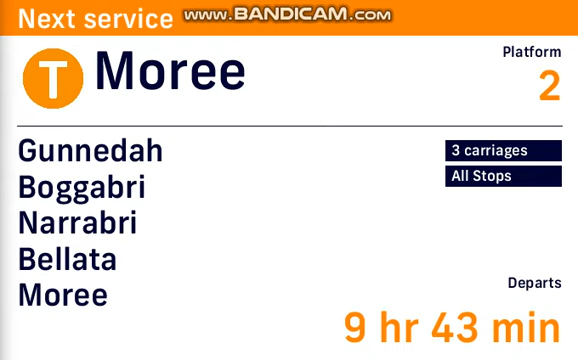 Next service
www.BANDICAM.com
T Moree
Platform
2
Gunnedah
Boggabri
Narrabri
Bellata
Moree
3 carriages
All Stops
Departs
9 hr 43 min